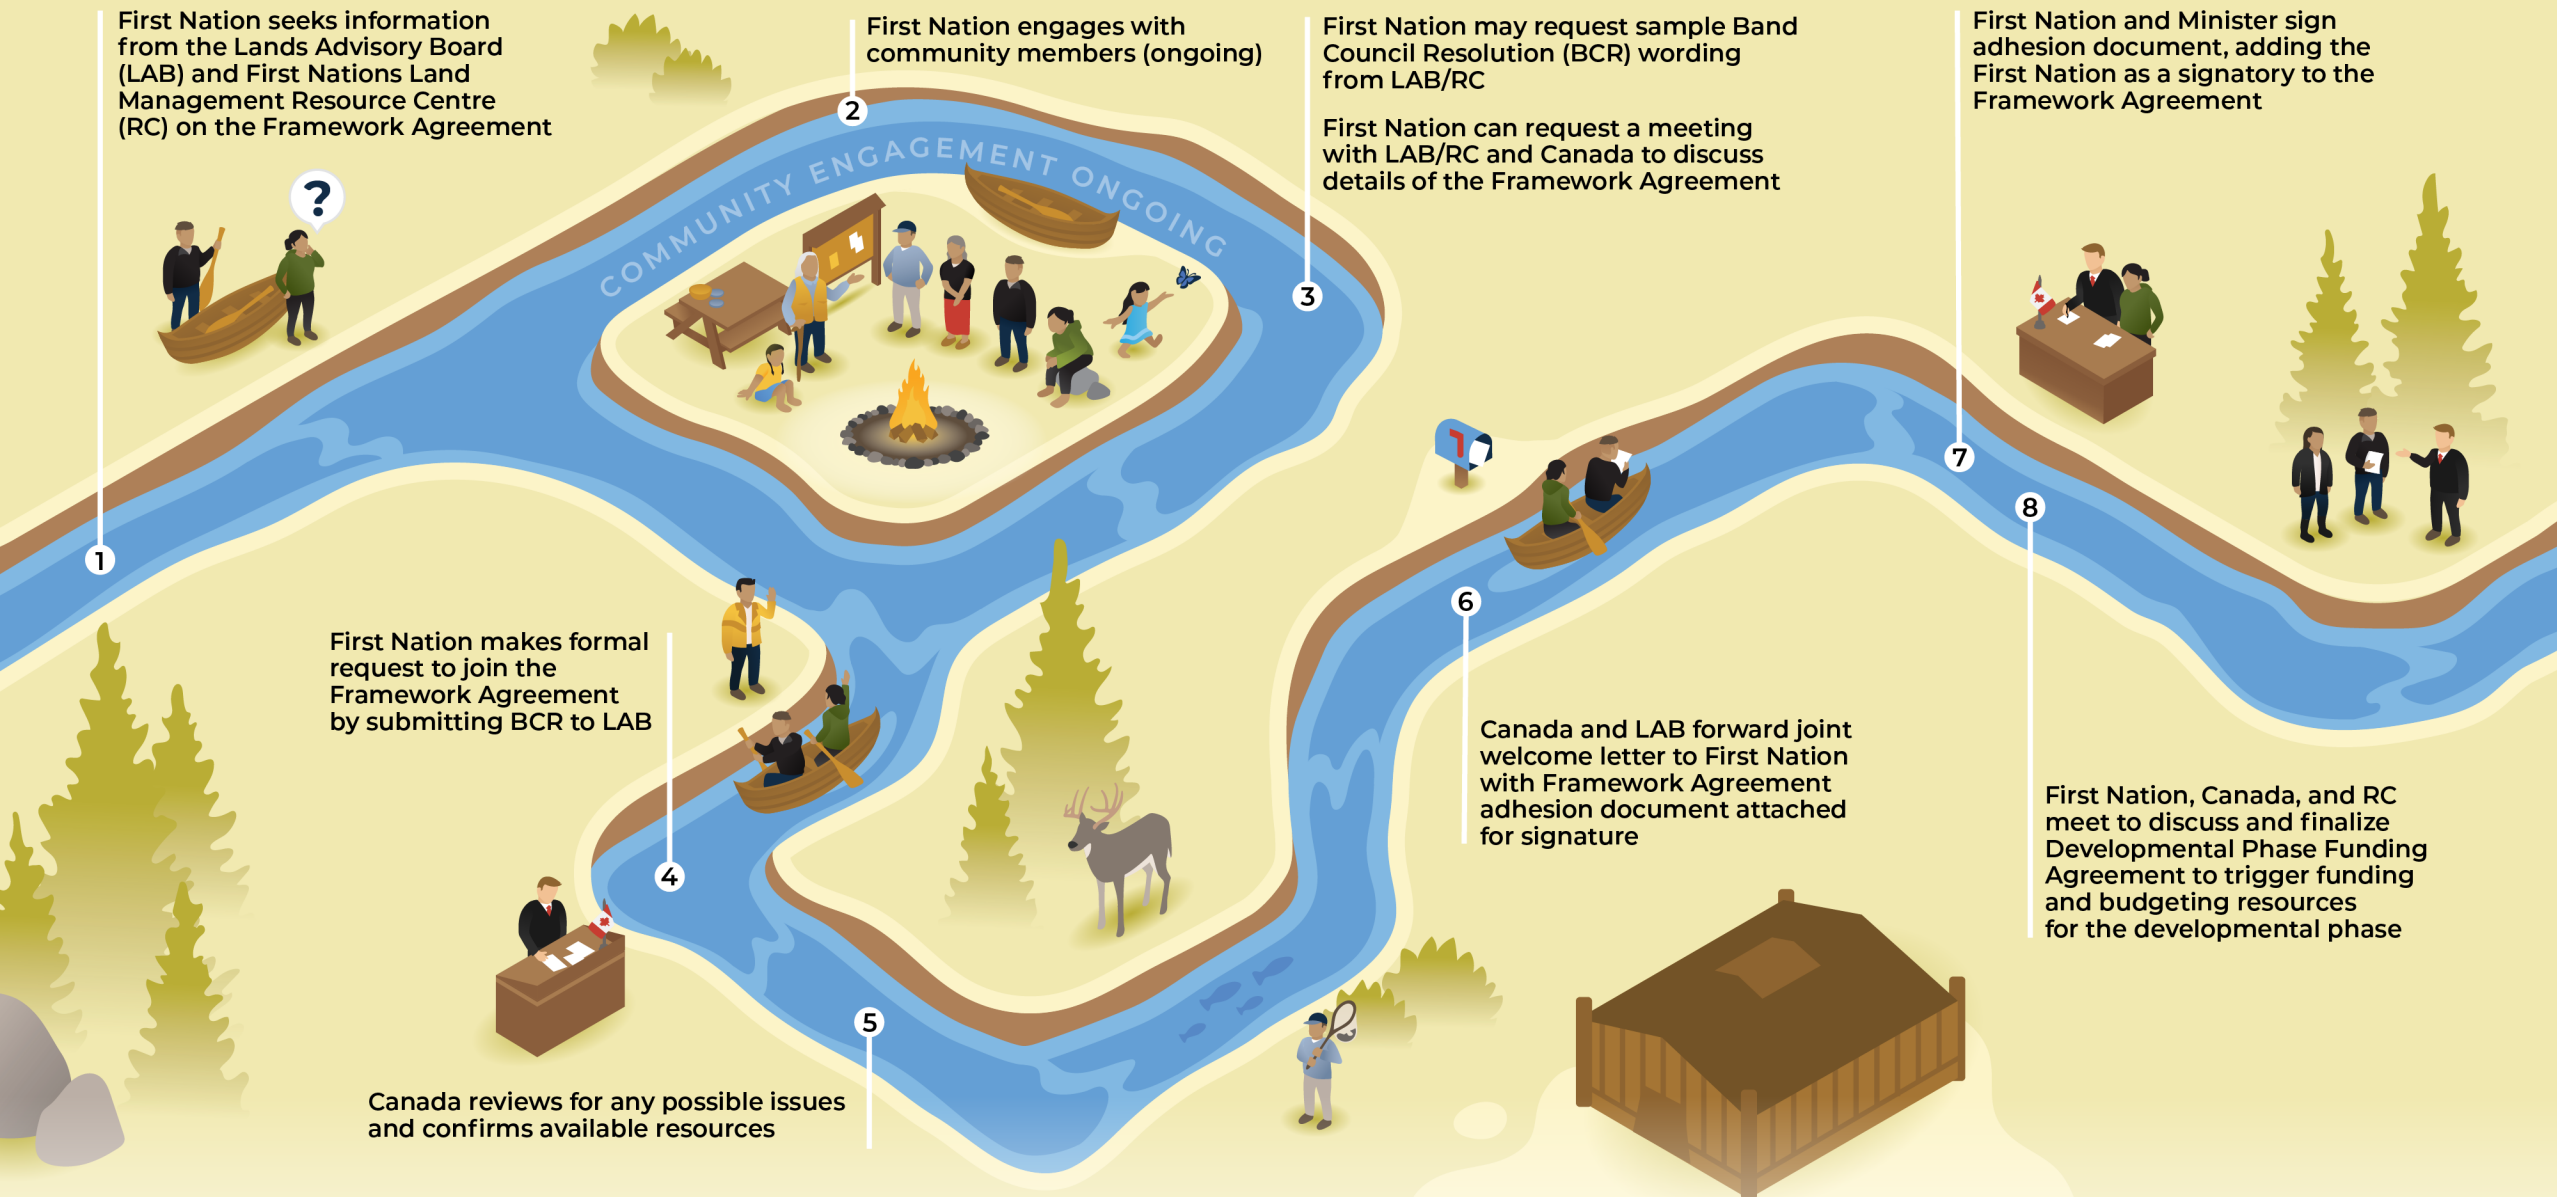 First Nation seeks information
from the Lands Advisory Board
(LAB) and First Nations Land
Management Resource Centre
(RC) on the Framework Agreement
1
?
First Nation engages with
community members (ongoing)
2
COMMUNITY ENGAGEMENT ONGOING
First Nation may request sample Band
Council Resolution (BCR) wording
from LAB/RC
First Nation can request a meeting
with LAB/RC and Canada to discuss
details of the Framework Agreement
3
First Nation makes formal
request to join the
Framework Agreement
by submitting BCR to LAB
4
Canada reviews for any possible issues
and confirms available resources
5
6
Canada and LAB forward joint
welcome letter to First Nation
with Framework Agreement
adhesion document attached
for signature
First Nation and Minister sign
adhesion document, adding the
First Nation as a signatory to the
Framework Agreement
7
8
First Nation, Canada, and RC
meet to discuss and finalize
Developmental Phase Funding
Agreement to trigger funding
and budgeting resources
for the developmental phase